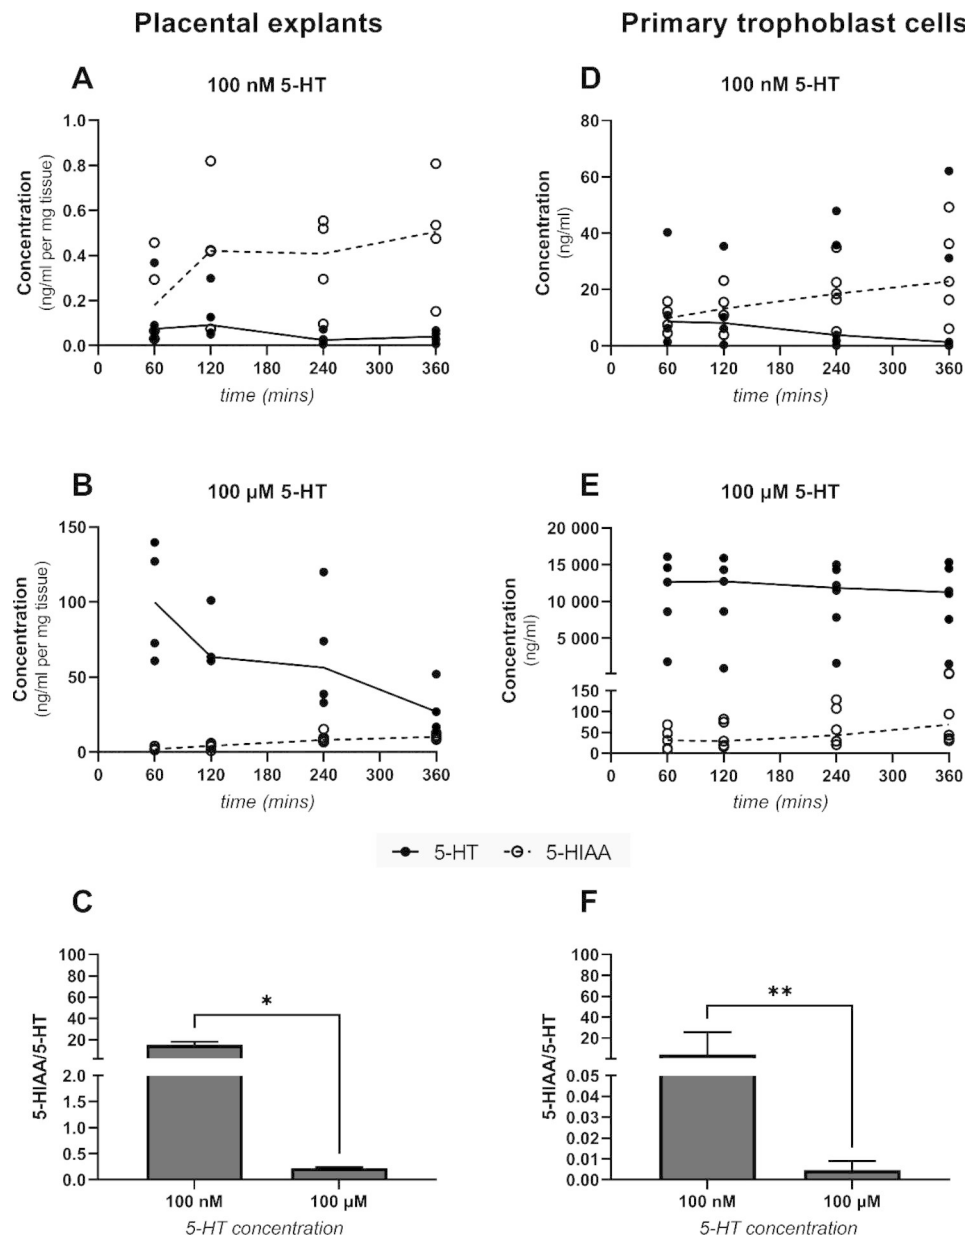 Placental explants
Primary trophoblast cells
A
100 nM 5-HT
Concentration
(ng/ml per mg tissue)
1.0
0.8
0.6
0.4
0.2
0.0
0 60 120 180 240 300 360
time (mins)
D
100 nM 5-HT
Concentration
(ng/ml)
80
60
40
20
0
0 60 120 180 240 300 360
time (mins)
B
100 µM 5-HT
Concentration
(ng/ml per mg tissue)
150
100
50
0
0 60 120 180 240 300 360
time (mins)
E
100 µM 5-HT
Concentration
(ng/ml)
20 000
15 000
10 000
5 000
150
100
50
0
0 60 120 180 240 300 360
time (mins)
5-HT 5-HIAA
C
5-HIAA/5-HT
100
80
60
40
20
2.0
1.5
1.0
0.5
0.0
*
100 nM 100 µM
5-HT concentration
F
5-HIAA/5-HT
100
80
60
40
20
0.05
0.04
0.03
0.02
0.01
0.01
0.00
**
100 nM 100 µM
5-HT concentration